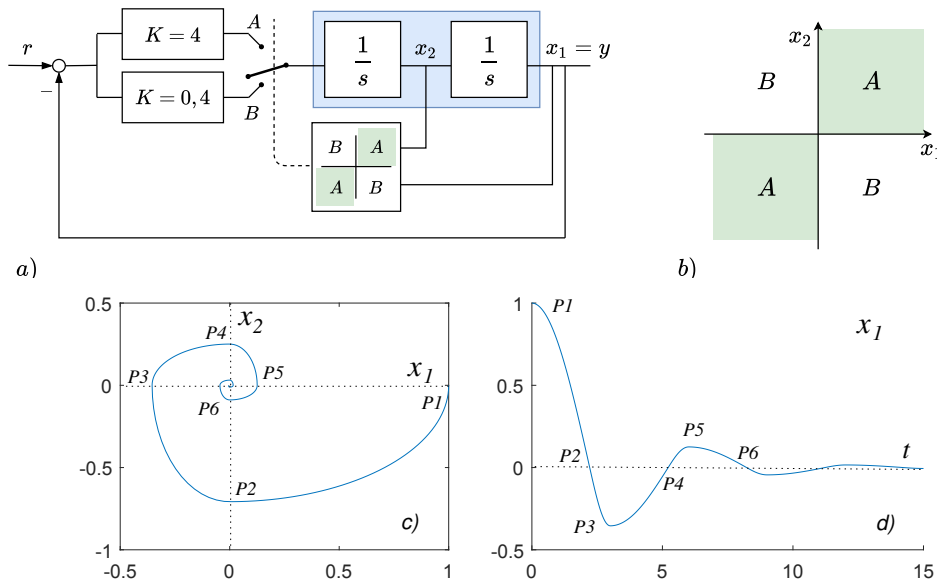 A
K = 4
r
−
K = 0,4
B
1
s
x₂
1
s
x₁ = y
B
A
A
B
a)
x₂
B
A
x₁
A
B
b)
0.5
0
-0.5
-1
-0.5
0
0.5
1
x₂
P4
P3
P5
x₁
P1
P6
P2
c)
1
0.5
0
-0.5
0
5
10
15
P1
x₁
P5
P2
P6
t
P4
P3
d)